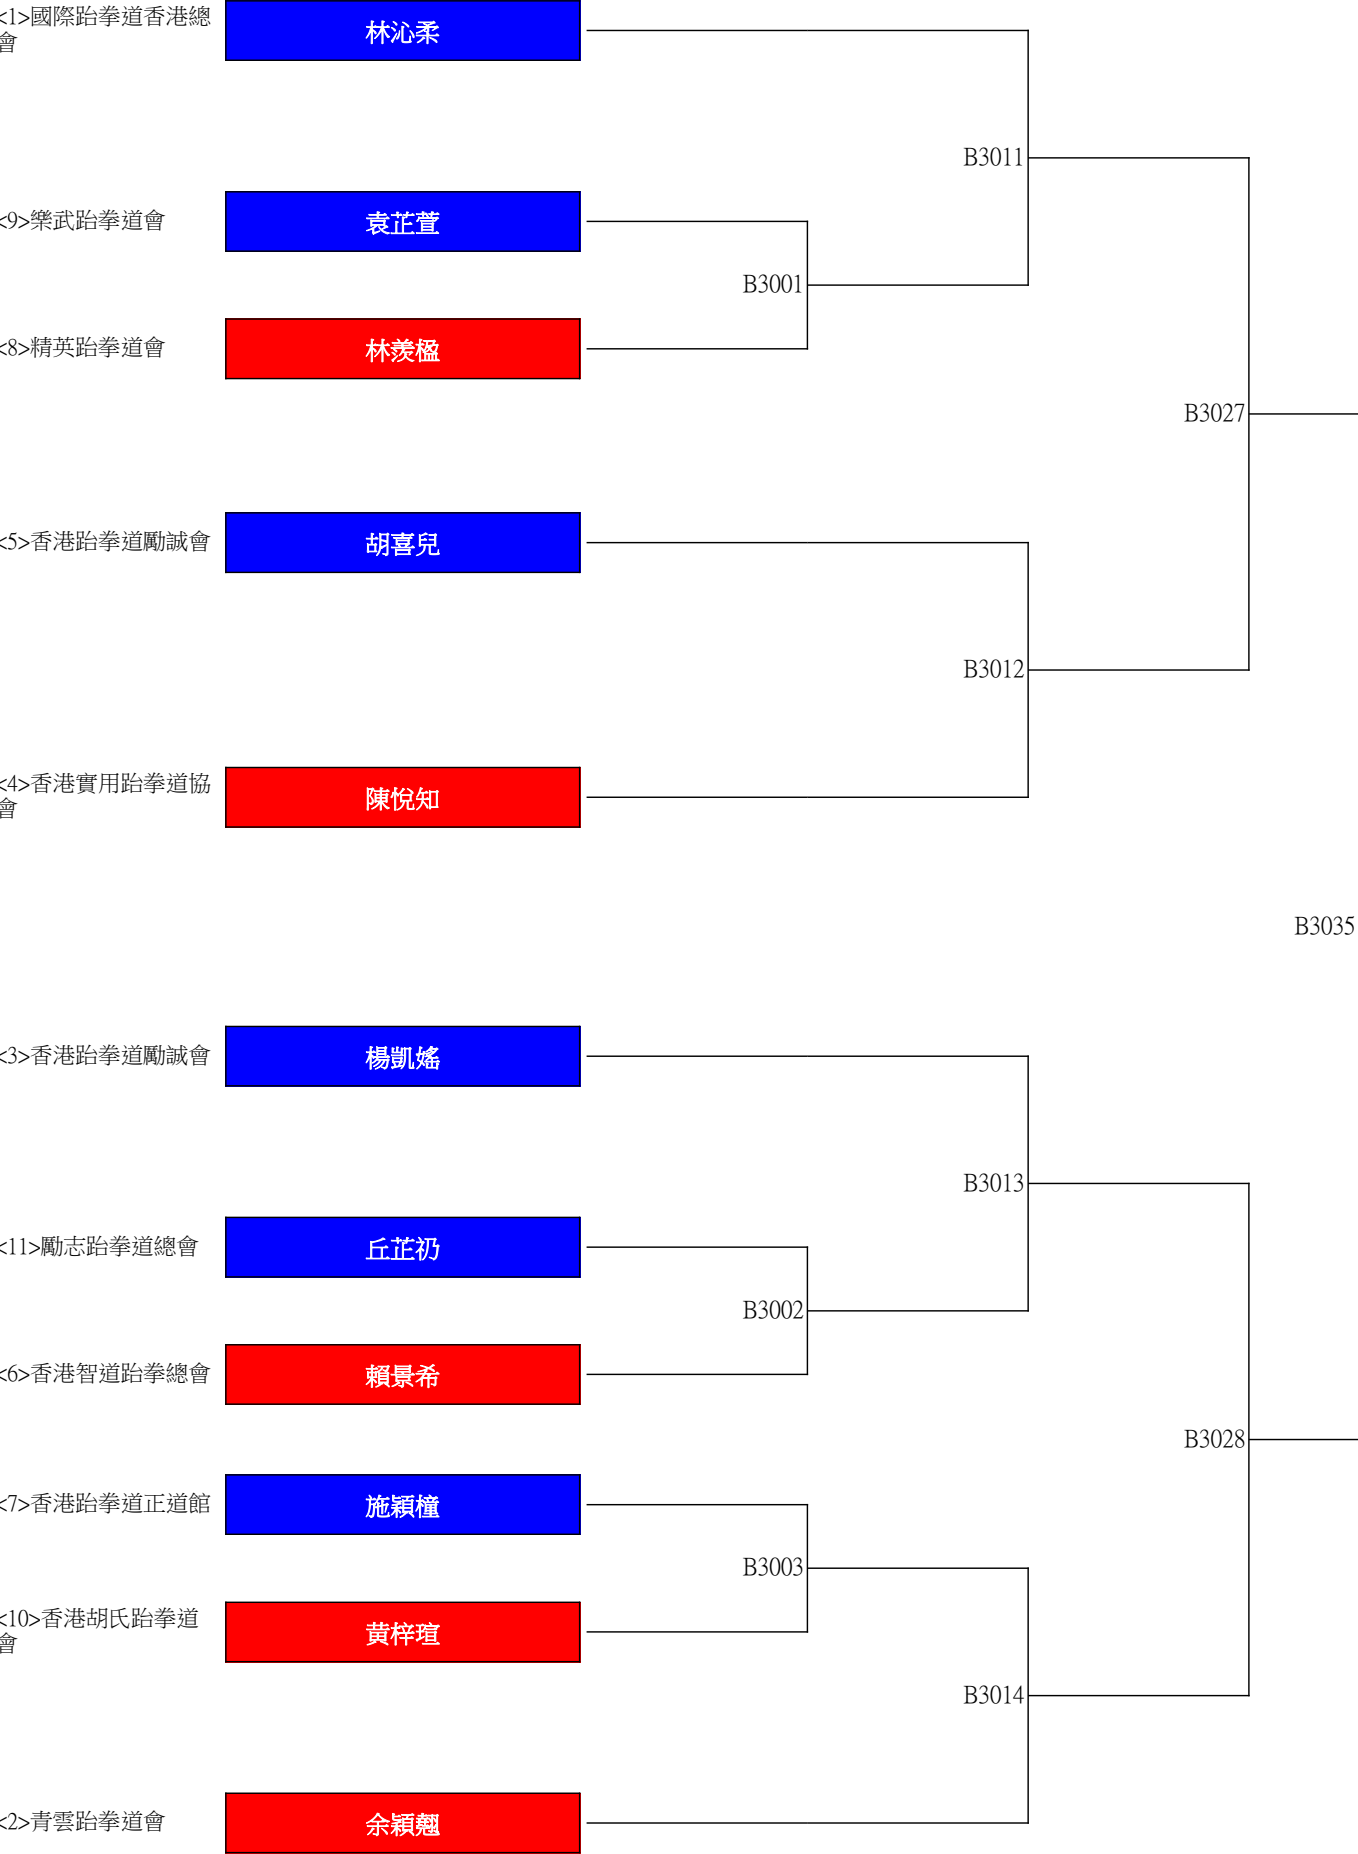 <1>國際跆拳道香港總
會
林沁柔
B3011
<9>樂武跆拳道會
袁芷萱
B3001
<8>精英跆拳道會
林羨楹
B3027
<5>香港跆拳道勵誠會
胡喜兒
B3012
<4>香港實用跆拳道協
會
陳悅知
B3035
<3>香港跆拳道勵誠會
楊凱媱
B3013
<11>勵志跆拳道總會
丘芷礽
B3002
<6>香港智道跆拳總會
賴景希
B3028
<7>香港跆拳道正道館
施穎橦
B3003
<10>香港胡氏跆拳道
會
黄梓瑄
B3014
<2>青雲跆拳道會
余穎翹